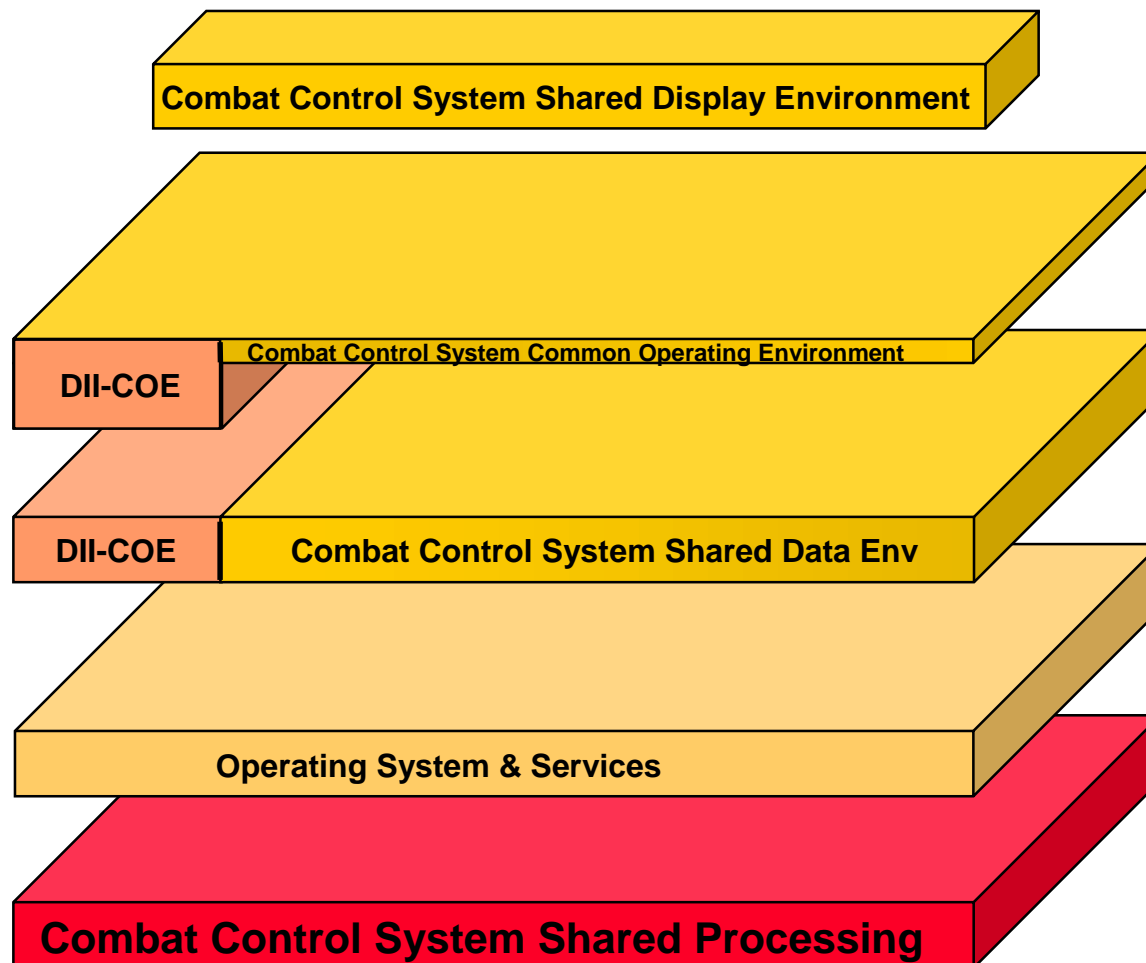 Combat Control System Shared Display Environment
Combat Control System Common Operating Environment
DII-COE
DII-COE
Combat Control System Shared Data Env
Operating System & Services
Combat Control System Shared Processing